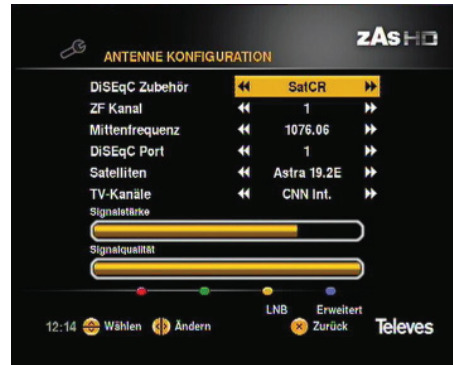 zAs HD
ANTENNE KONFIGURATION
DiSEqC Zubehör SatCR
ZF Kanal 1
Mittenfrequenz 1076.06
DiSEqC Port 1
Satelliten Astra 19.2E
TV-Kanäle CNN Int.
Signalstärke
Signalqualität
LNB Erweitert
12:14 Wählen Ändern Zurück Televes